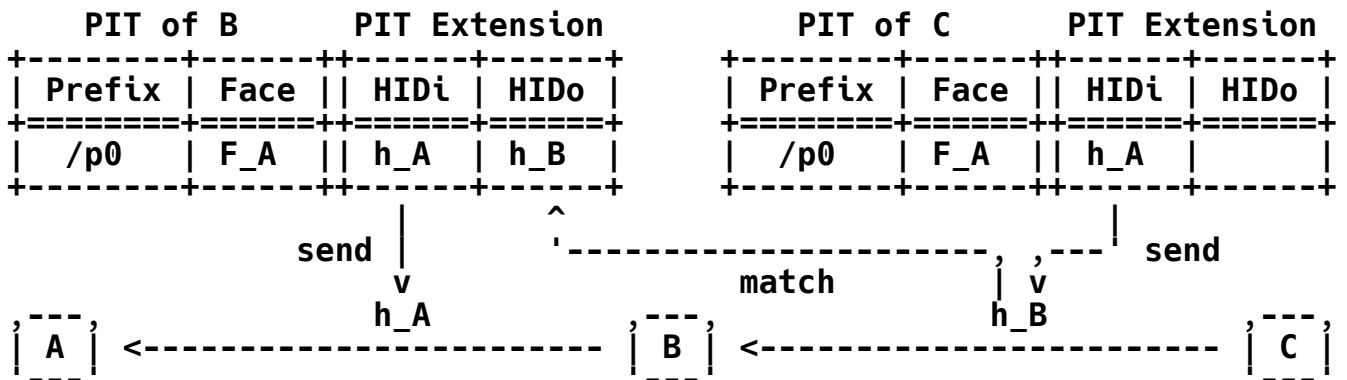 PIT of B PIT Extension PIT of C PIT Extension
| Prefix | Face || HIDi | HIDo | | Prefix | Face || HIDi | HIDo |
| /p0 | F_A || h_A | h_B | | /p0 | F_A || h_A | |
send send
match
h_A h_B
A B C